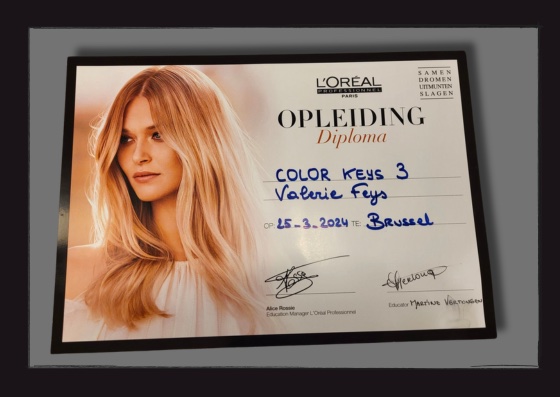 L'ORÉAL
PROFESSIONNEL
PARIS
SAMEN
DROMEN
UITMUNTEN
SLAGEN
OPLEIDING
Diploma
COLOR KEYS 3
Valerie Feys
OP: 25-3-2024 TE: BRUSSEL
Alice Rosso
Education Manager L'Oréal Professionnel
Educator MARTINE VERTONGEN